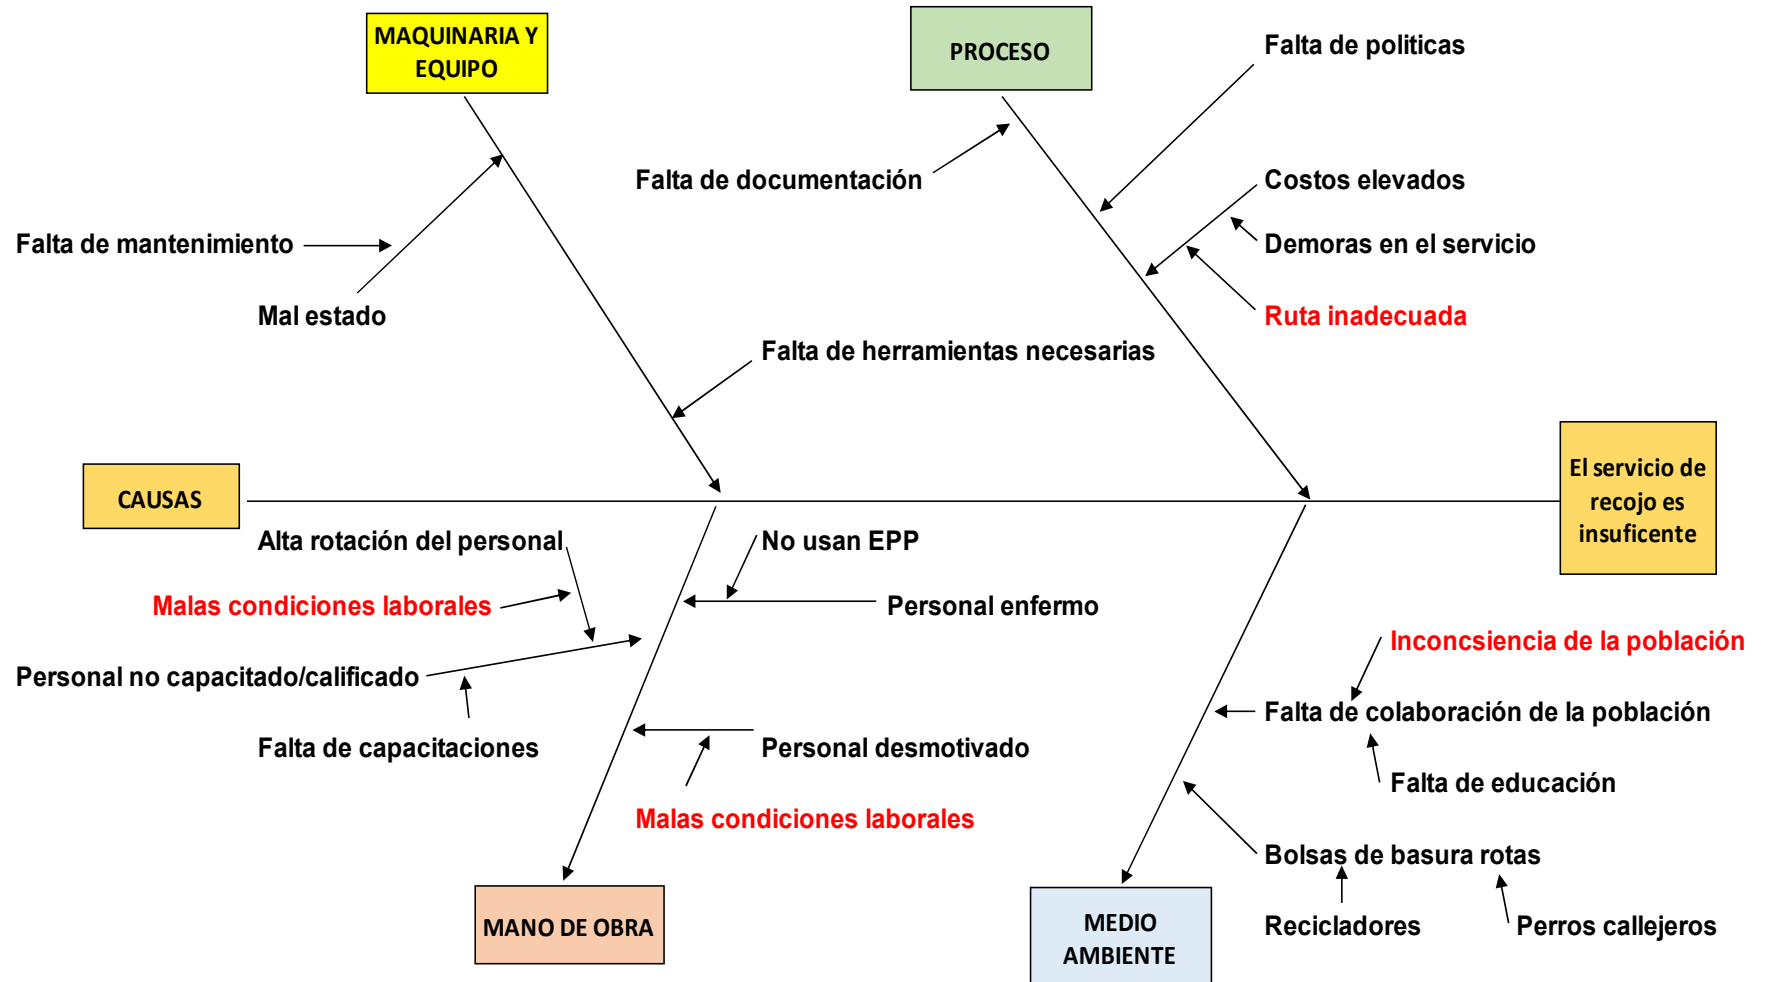 MAQUINARIA Y
EQUIPO
PROCESO
Falta de politicas
Falta de documentación
Costos elevados
Falta de mantenimiento
Demoras en el servicio
Mal estado
Ruta inadecuada
Falta de herramientas necesarias
CAUSAS
El servicio de
recojo es
insuficente
Alta rotación del personal
No usan EPP
Malas condiciones laborales
Personal enfermo
Inconcsiencia de la población
Personal no capacitado/calificado
Falta de colaboración de la población
Falta de capacitaciones
Personal desmotivado
Falta de educación
Malas condiciones laborales
Bolsas de basura rotas
MANO DE OBRA
MEDIO
AMBIENTE
Recicladores
Perros callejeros